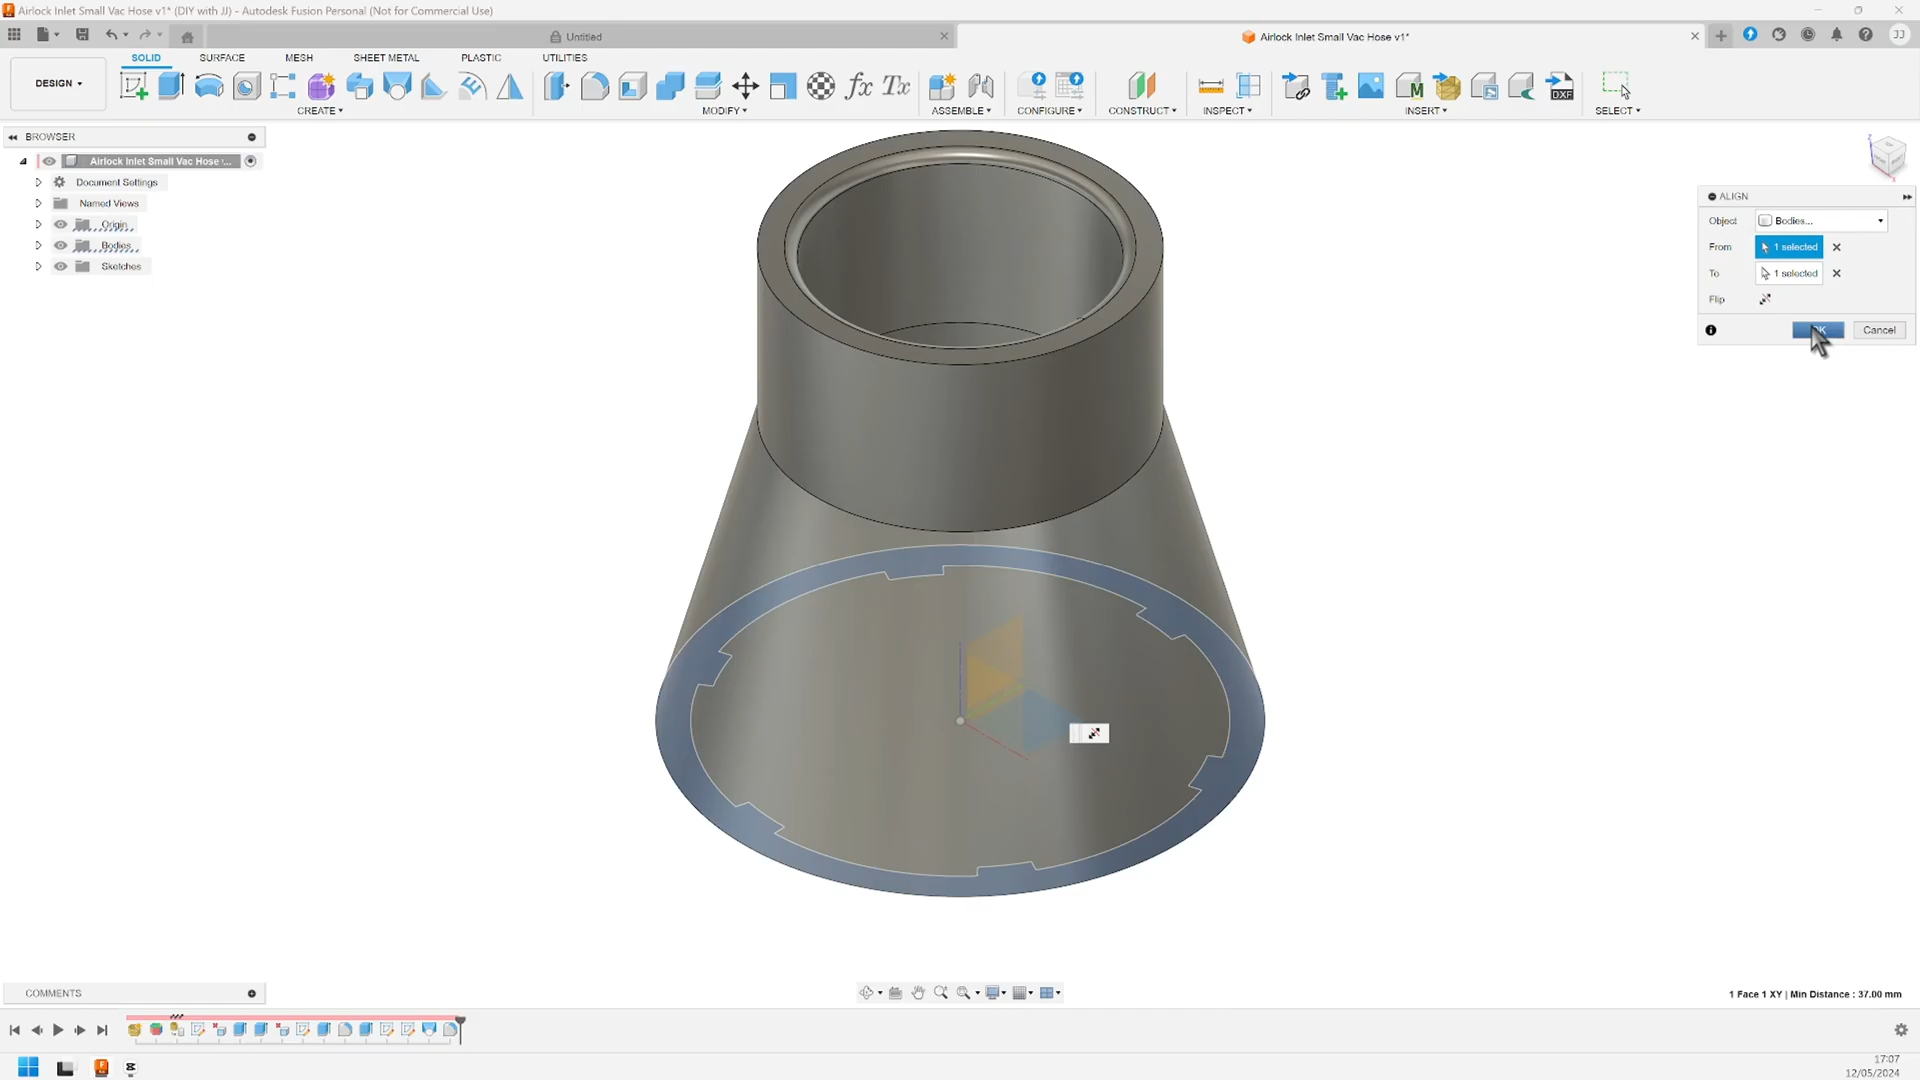 Airlock Inlet Small Vac Hose v1* (DIY with JJ) - Autodesk Fusion Personal (Not for Commercial Use)
Untitled
Airlock Inlet Small Vac Hose v1*
JJ
DESIGN
SOLID SURFACE MESH SHEET METAL PLASTIC UTILITIES
fx Tx M DXF
CREATE MODIFY ASSEMBLE CONFIGURE CONSTRUCT INSPECT INSERT SELECT
BROWSER
Airlock Inlet Small Vac Hose ...
Document Settings
Named Views
Origin
Bodies
Sketches
ALIGN
Object Bodies...
From 1 selected
To 1 selected
Flip
OK Cancel
COMMENTS
1 Face 1 XY | Min Distance : 37.00 mm
17:07
12/05/2024